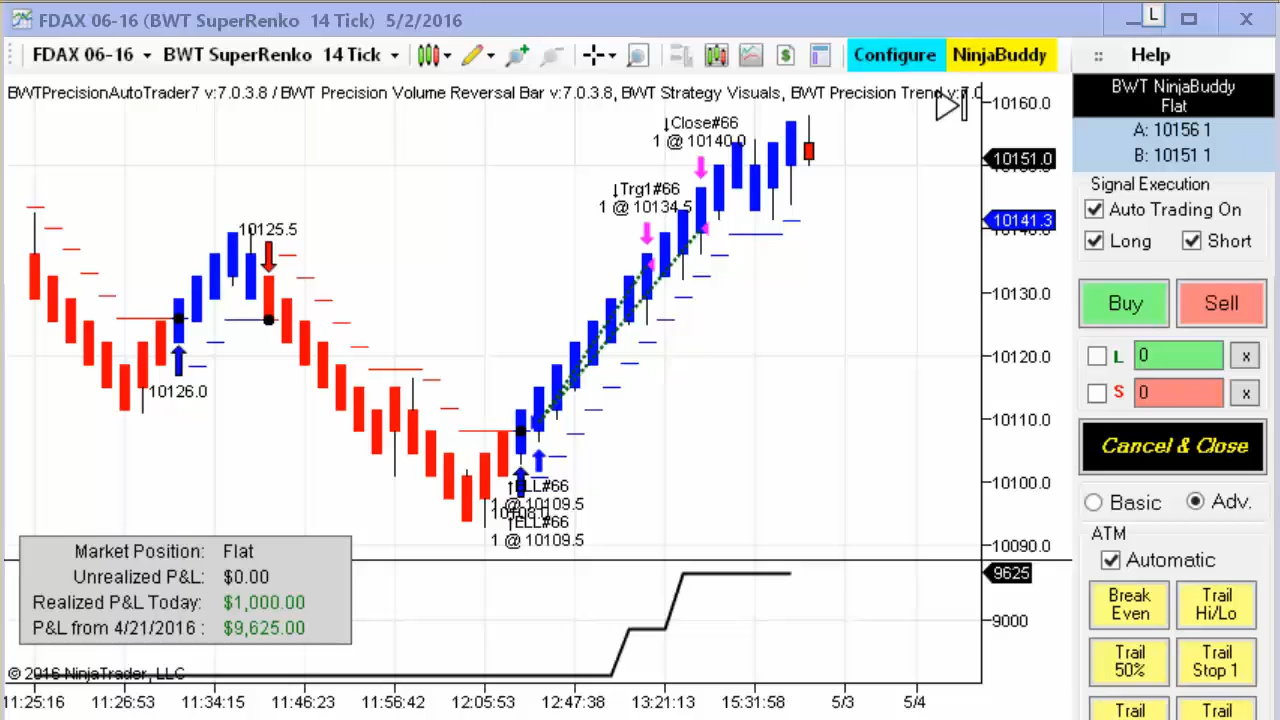 FDAX 06-16 (BWT SuperRenko  14 Tick)  5/2/2016
L
X
FDAX 06-16
BWT SuperRenko  14 Tick
$
Configure
NinjaBuddy
Help
BWTPrecisionAutoTrader7 v:7.0.3.8 / BWT Precision Volume Reversal Bar v:7.0.3.8, BWT Strategy Visuals, BWT Precision Trend v:7.0
10160.0
10151.0
10141.3
10130.0
10120.0
10110.0
10100.0
10090.0
9625
9000
↓Close#66
1 @ 10140.0
↓Trg1#66
1 @ 10134.5
10125.5
10126.0
↑ELL#66
1 @ 10109.5
10108.0
↑ELL#66
1 @ 10109.5
Market Position: Flat
Unrealized P&L: $0.00
Realized P&L Today: $1,000.00
P&L from 4/21/2016 : $9,625.00
© 2016 NinjaTrader, LLC
11:25:16
11:26:53
11:34:15
11:46:23
11:56:42
12:05:53
12:47:38
13:21:13
15:31:58
5/3
5/4
BWT NinjaBuddy
Flat
A: 10156 1
B: 10151 1
Signal Execution
Auto Trading On
Long
Short
Buy
Sell
L 0 x
S 0 x
Cancel & Close
Basic
Adv.
ATM
Automatic
Break Even
Trail Hi/Lo
Trail 50%
Trail Stop 1
Trail
Trail